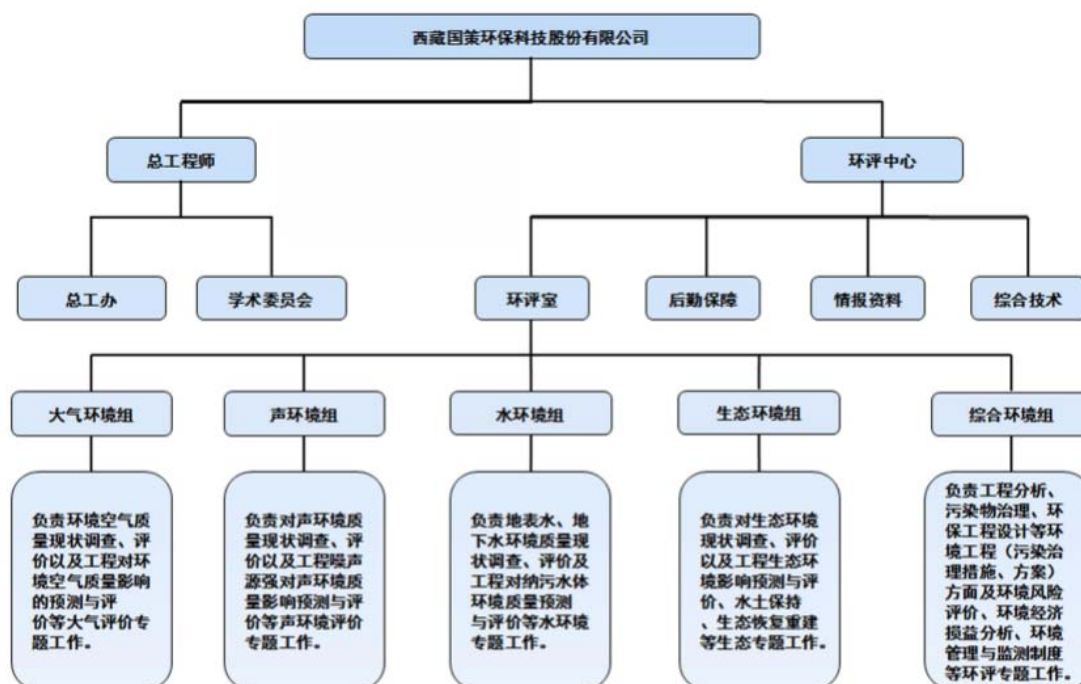 西藏国策环保科技股份有限公司
总工程师
环评中心
总工办
学术委员会
环评室
后勤保障
情报资料
综合技术
大气环境组
声环境组
水环境组
生态环境组
综合环境组
负责环境空气质
量现状调查、评
价以及工程对环
境空气质量影响
的预测与评
价等大气评价专
题工作。
负责对声环境质
量现状调查、评
价以及工程噪声
源强对声环境质
量影响预测与评
价等声环境评价
专题工作。
负责地表水、地
下水环境质量现
状调查、评价及
工程对纳污水体
环境质量预测
与评价等水环境
专题工作。
负责对生态环境
现状调查、评价
以及工程生态环
境影响预测与评
价、水土保持
、生态恢复重建
等生态专题工作。
负责工程分析、
污染物治理、环
保工程设计等环
境工程（污染治
理措施、方案）
方面及环境风险
评价、环境经济
损益分析、环境
管理与监测制度
等环评专题工作。